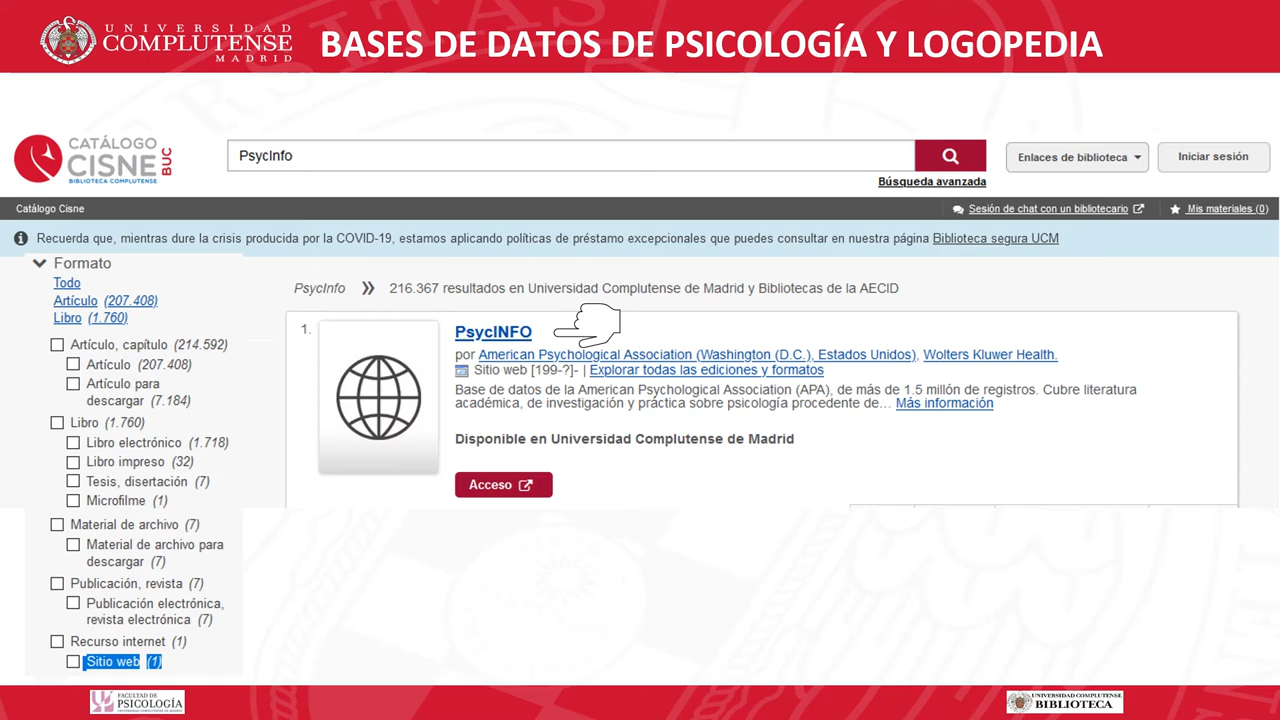 UNIVERSIDAD
COMPLUTENSE
MADRID
BASES DE DATOS DE PSICOLOGÍA Y LOGOPEDIA
CATÁLOGO
CISNE
BUC
BIBLIOTECA COMPLUTENSE
PsycInfo
Búsqueda avanzada
Enlaces de biblioteca
Iniciar sesión
Catálogo Cisne
Sesión de chat con un bibliotecario
Mis materiales (0)
Recuerda que, mientras dure la crisis producida por la COVID-19, estamos aplicando políticas de préstamo excepcionales que puedes consultar en nuestra página Biblioteca segura UCM
Formato
Todo
Artículo (207.408)
Libro (1.760)
Artículo, capítulo (214.592)
Artículo (207.408)
Artículo para
descargar (7.184)
Libro (1.760)
Libro electrónico (1.718)
Libro impreso (32)
Tesis, disertación (7)
Microfilme (1)
Material de archivo (7)
Material de archivo para
descargar (7)
Publicación, revista (7)
Publicación electrónica,
revista electrónica (7)
Recurso internet (1)
Sitio web (1)
PsycInfo » 216.367 resultados en Universidad Complutense de Madrid y Bibliotecas de la AECID
1.
PsycINFO
por American Psychological Association (Washington (D.C.), Estados Unidos), Wolters Kluwer Health.
Sitio web [199-?]- | Explorar todas las ediciones y formatos
Base de datos de la American Psychological Association (APA), de más de 1.5 millón de registros. Cubre literatura
académica, de investigación y práctica sobre psicología procedente de... Más información
Disponible en Universidad Complutense de Madrid
Acceso
FACULTAD DE
PSICOLOGÍA
UNIVERSIDAD COMPLUTENSE
BIBLIOTECA